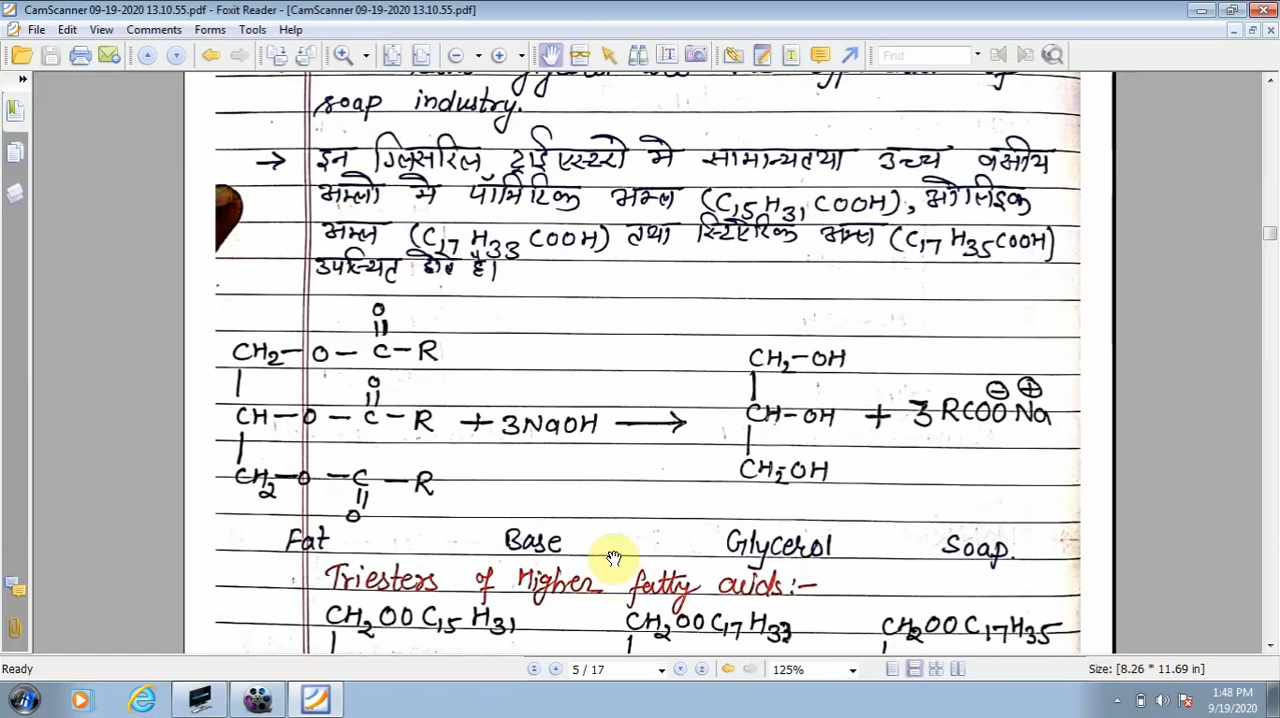 CamScanner 09-19-2020 13.10.55.pdf - Foxit Reader - [CamScanner 09-19-2020 13.10.55.pdf]
File Edit View Comments Forms Tools Help
Find
soap industry.
→ इन ग्लिसरिल ट्राईएस्टरो मे सामान्यतया उच्च वसीय
अम्लो मे पॉमिटिक अम्ल (C15H31COOH), ओलिइक
अम्ल (C17H33COOH) तथा स्टिएरिक अम्ल (C17H35COOH)
उपस्थित होते है।
O
CH2-O-C-R
O
CH-O-C-R + 3NaOH → CH2-OH
CH-OH + 3RCOO⊖Na⊕
CH2-O-C-R
CH2-OH
O
Fat Base Glycerol Soap.
Triesters of Higher fatty acids:-
CH2OOC15H31 CH2OOC17H33 CH2OOC17H35
Ready 5 / 17 125% Size: [8.26 * 11.69 in]
1:48 PM
9/19/2020